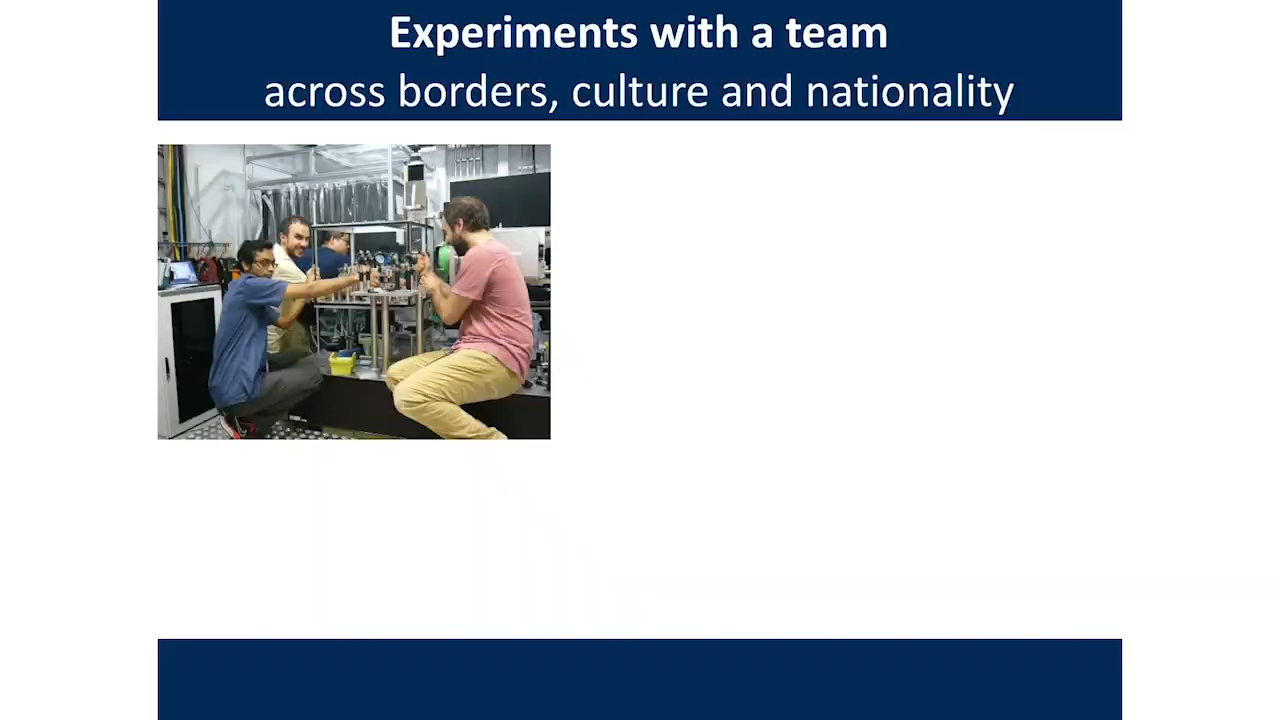 Experiments with a team
across borders, culture and nationality